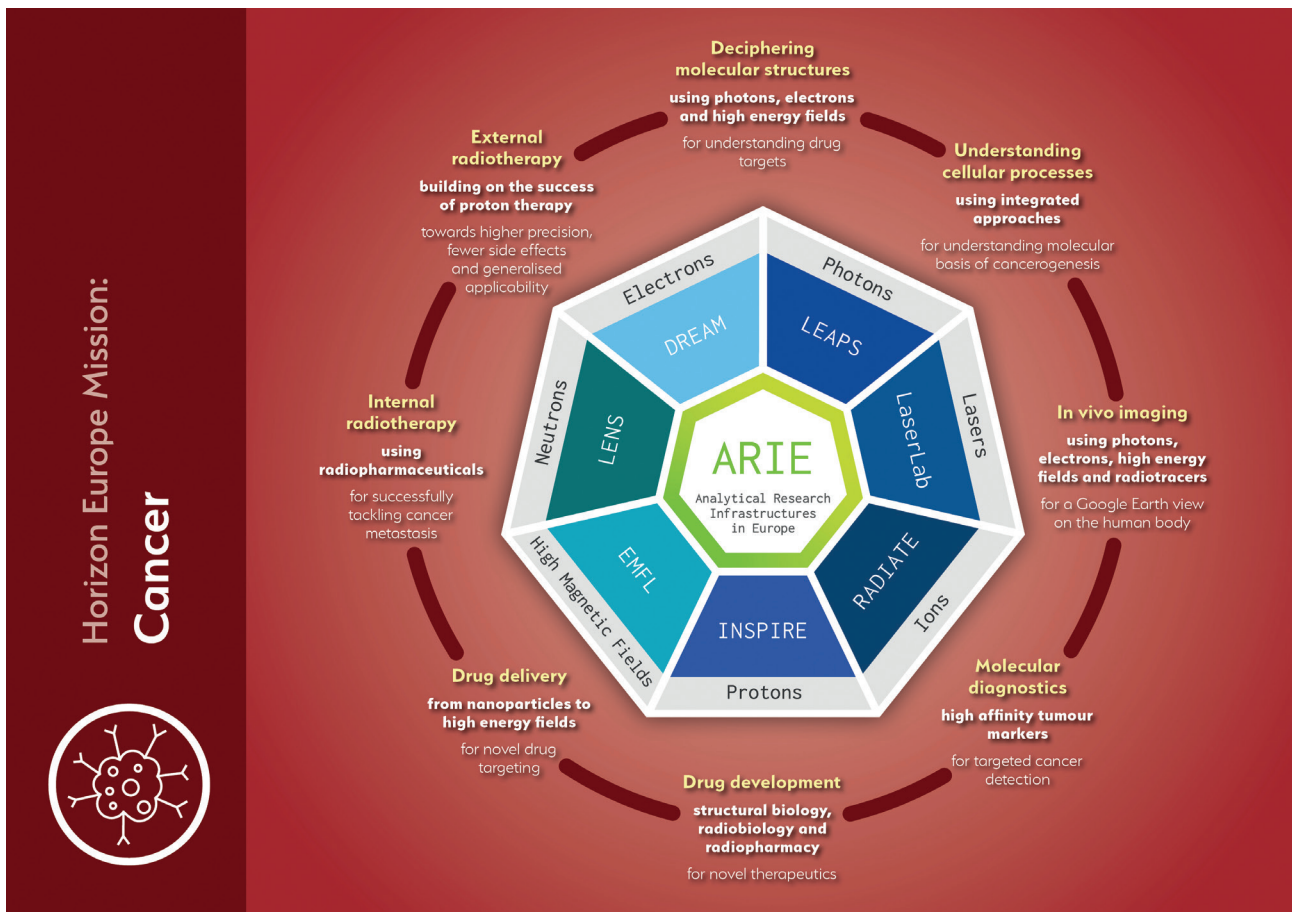 Horizon Europe Mission:
Cancer
Deciphering
molecular structures
using photons, electrons
and high energy fields
for understanding drug
targets
Understanding
cellular processes
using integrated
approaches
for understanding molecular
basis of cancerogenesis
In vivo imaging
using photons,
electrons, high energy
fields and radiotracers
for a Google Earth view
on the human body
Molecular
diagnostics
high affinity tumour
markers
for targeted cancer
detection
Drug development
structural biology,
radiobiology and
radiopharmacy
for novel therapeutics
Drug delivery
from nanoparticles to
high energy fields
for novel drug
targeting
Internal
radiotherapy
using
radiopharmaceuticals
for successfully
tackling cancer
metastasis
External
radiotherapy
building on the success
of proton therapy
towards higher precision,
fewer side effects
and generalised
applicability
Electrons
DREAM
Photons
LEAPS
Lasers
LaserLab
Ions
RADIATE
INSPIRE
Protons
High Magnetic Fields
EMFL
Neutrons
LENS
ARIE
Analytical Research
Infrastructures
in Europe